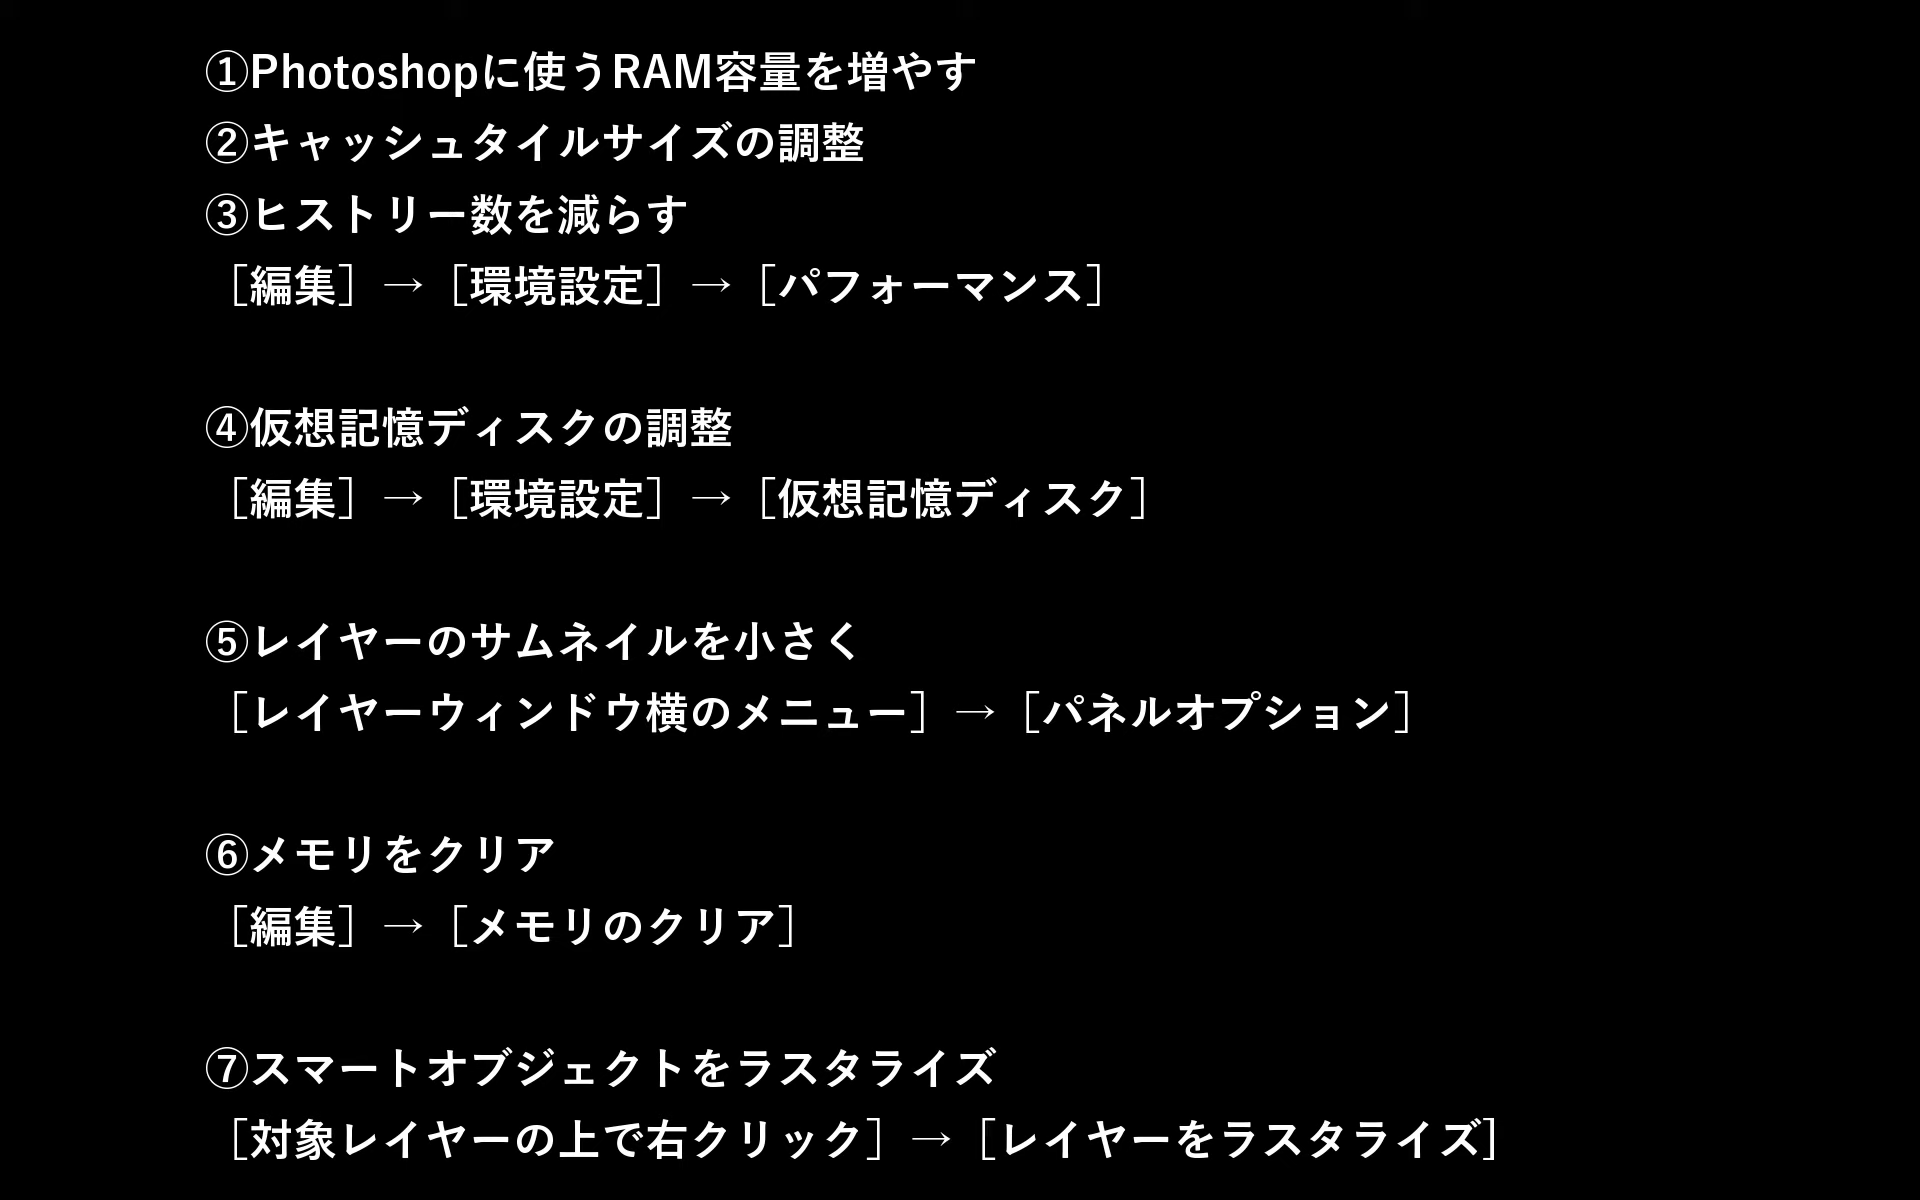 ①Photoshopに使うRAM容量を増やす
②キャッシュタイルサイズの調整
③ヒストリー数を減らす
［編集］→［環境設定］→［パフォーマンス］
④仮想記憶ディスクの調整
［編集］→［環境設定］→［仮想記憶ディスク］
⑤レイヤーのサムネイルを小さく
［レイヤーウィンドウ横のメニュー］→［パネルオプション］
⑥メモリをクリア
［編集］→［メモリのクリア］
⑦スマートオブジェクトをラスタライズ
［対象レイヤーの上で右クリック］→［レイヤーをラスタライズ］